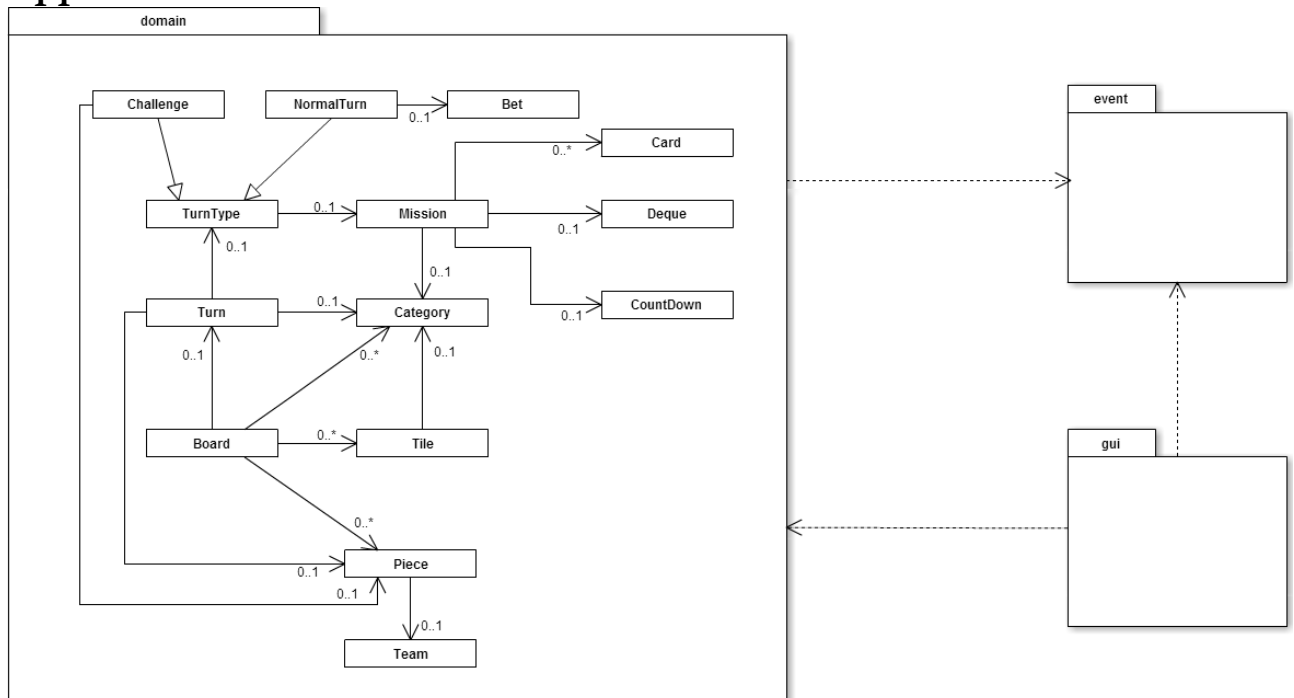 domain
event
Challenge
NormalTurn
Bet
0..1
Card
0..*
TurnType
0..1
Mission
Deque
0..1
0..1
0..1
Turn
0..1
Category
CountDown
0..1
0..1
0..*
0..1
Board
0..*
Tile
gui
0..*
Piece
0..1
0..1
0..1
Team